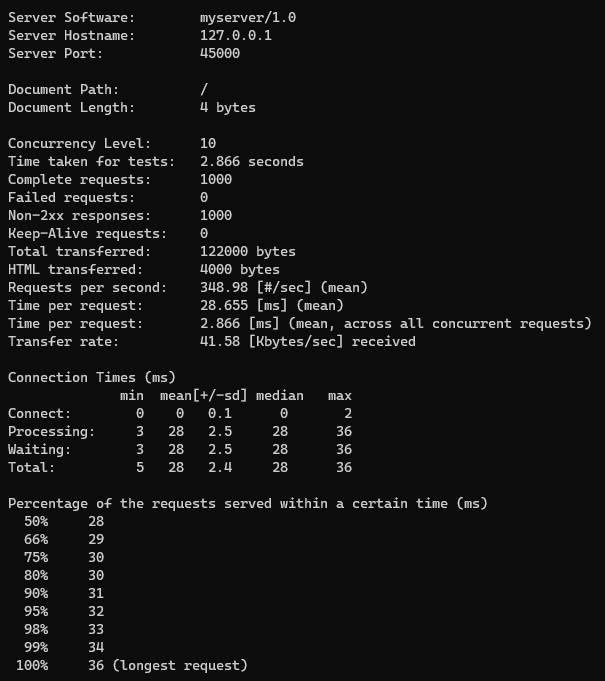 Server Software:        myserver/1.0
Server Hostname:        127.0.0.1
Server Port:            45000

Document Path:          /
Document Length:        4 bytes

Concurrency Level:      10
Time taken for tests:   2.866 seconds
Complete requests:      1000
Failed requests:        0
Non-2xx responses:      1000
Keep-Alive requests:    0
Total transferred:      122000 bytes
HTML transferred:       4000 bytes
Requests per second:    348.98 [#/sec] (mean)
Time per request:       28.655 [ms] (mean)
Time per request:       2.866 [ms] (mean, across all concurrent requests)
Transfer rate:          41.58 [Kbytes/sec] received

Connection Times (ms)
              min  mean[+/-sd] median   max
Connect:        0    0   0.1      0       2
Processing:     3   28   2.5     28      36
Waiting:        3   28   2.5     28      36
Total:          5   28   2.4     28      36

Percentage of the requests served within a certain time (ms)
  50%     28
  66%     29
  75%     30
  80%     30
  90%     31
  95%     32
  98%     33
  99%     34
 100%     36 (longest request)